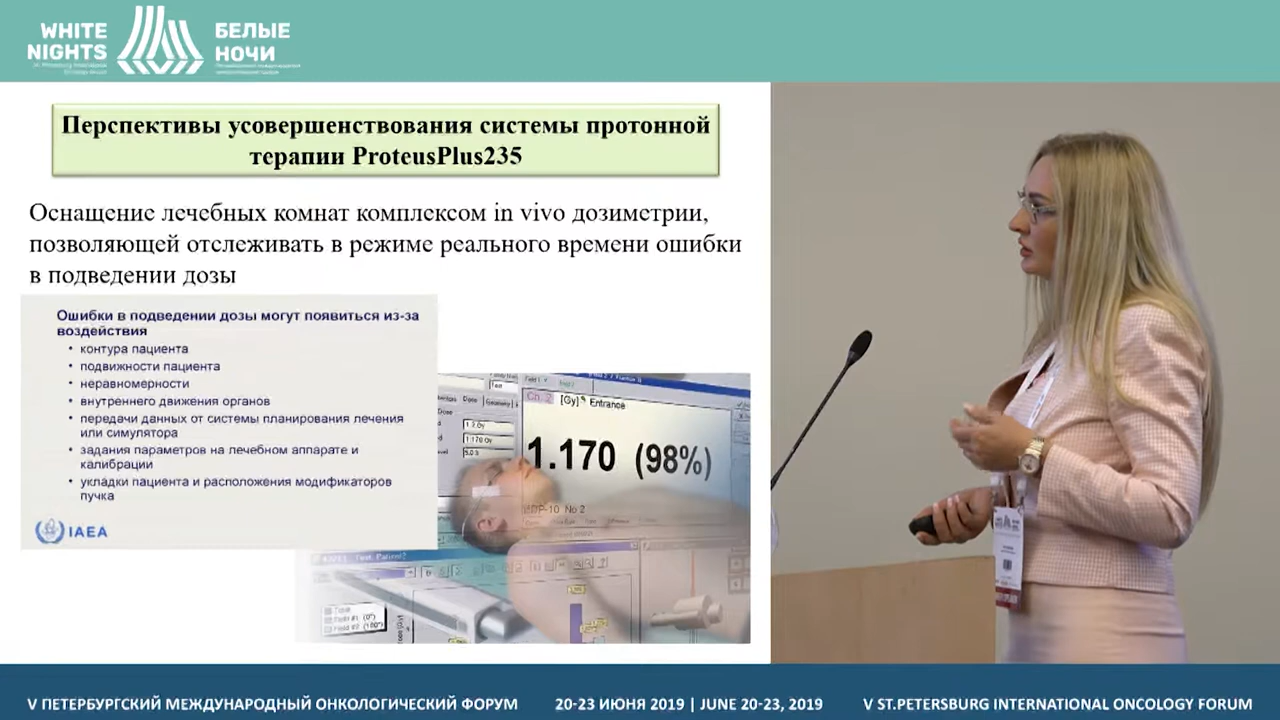 WHITE
NIGHTS
БЕЛЫЕ
НОЧИ
Перспективы усовершенствования системы протонной
терапии ProteusPlus235
Оснащение лечебных комнат комплексом in vivo дозиметрии,
позволяющей отслеживать в режиме реального времени ошибки
в подведении дозы
Ошибки в подведении дозы могут появиться из-за
воздействия
• контура пациента
• подвижности пациента
• неравномерности
• внутреннего движения органов
• передачи данных от системы планирования лечения
или симулятора
• задания параметров на лечебном аппарате и
калибрации
• укладки пациента и расположения модификаторов
пучка
IAEA
Ch. 2 [Gy] Entrance
1.170 (98%)
No 2
V ПЕТЕРБУРГСКИЙ МЕЖДУНАРОДНЫЙ ОНКОЛОГИЧЕСКИЙ ФОРУМ 20-23 ИЮНЯ 2019 | JUNE 20-23, 2019 V ST.PETERSBURG INTERNATIONAL ONCOLOGY FORUM